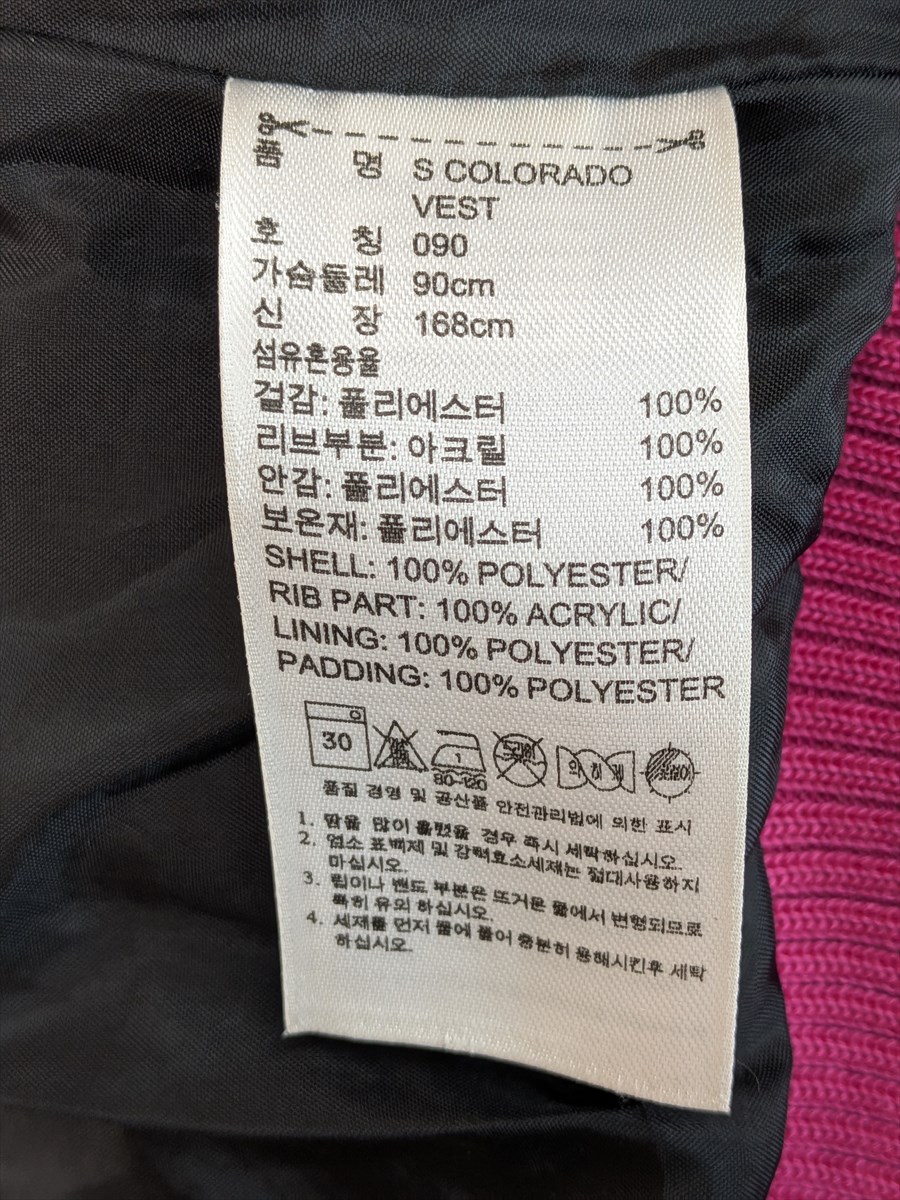 품 명 S COLORADO
VEST
호 칭 090
가슴둘레 90cm
신 장 168cm
섬유혼용율
겉감: 폴리에스터 100%
리브부분: 아크릴 100%
안감: 폴리에스터 100%
보온재: 폴리에스터 100%
SHELL: 100% POLYESTER/
RIB PART: 100% ACRYLIC/
LINING: 100% POLYESTER/
PADDING: 100% POLYESTER
30 1
80~120
품질 경영 및 공산품 안전관리법에 의한 표시
1. 땀을 많이 흘렸을 경우 즉시 세탁하십시오.
2. 염소 표백제 및 강력효소세제는 절대사용하지
마십시오.
3. 립이나 밴드 부분은 뜨거운 물에서 변형되므로
특히 유의 하십시오.
4. 세제를 먼저 물에 풀어 충분히 용해시킨후 세탁
하십시오.